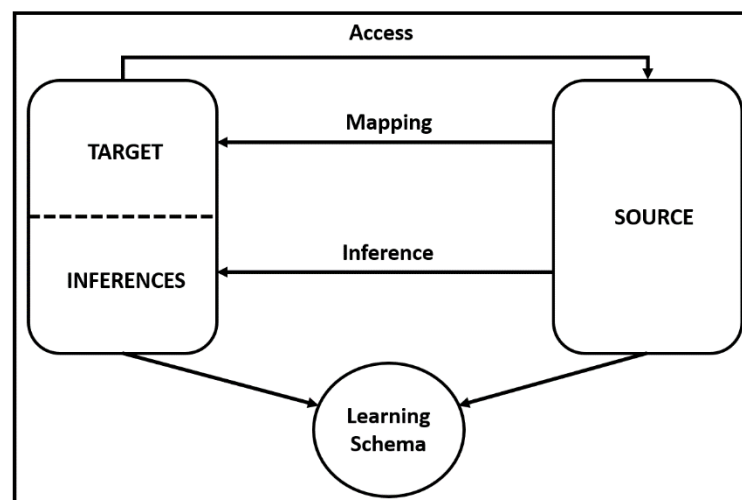 Access
Mapping
TARGET
SOURCE
Inference
INFERENCES
Learning
Schema